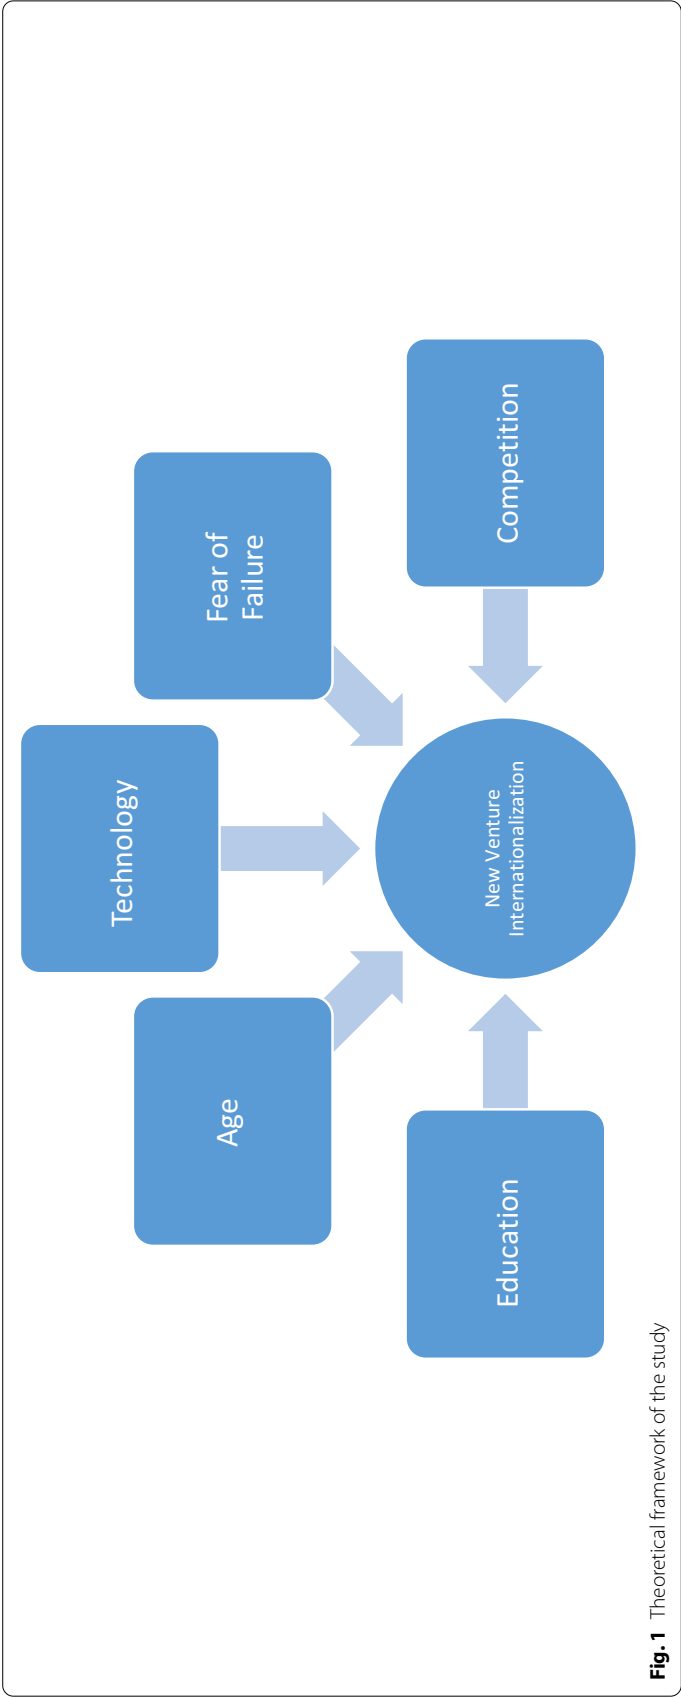 Technology
Age
Fear of
Failure
Education
New Venture
Internationalization
Competition
Fig. 1 Theoretical framework of the study